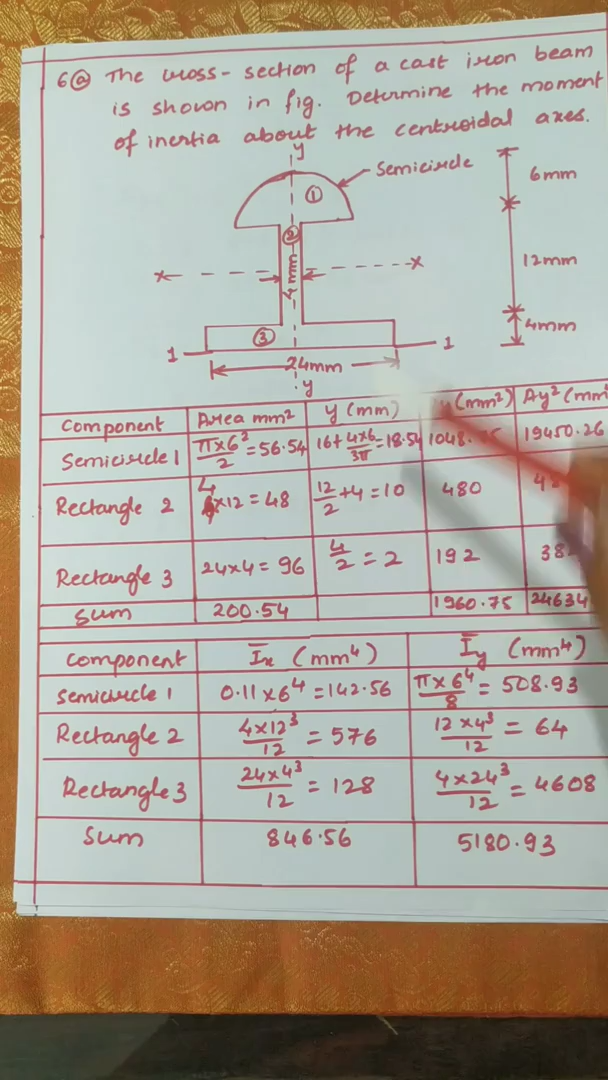 6(a) The cross-section of a cast iron beam
is shown in fig. Determine the moment
of inertia about the centroidal axes.
y
Semicircle
①
6mm
②
x
x
4mm
12mm
4mm
③
1
1
24mm
y
Component Area mm² y (mm) (mm²) Ay² (mm
Semicircle 1 π×6²/2 = 56.54 16+4×6/3π = 18.54 1048. 19450.26
Rectangle 2 4×12 = 48 12/2+4 = 10 480
Rectangle 3 24×4 = 96 4/2 = 2 192 38
Sum 200.54 1960.75 24634
Component Ix (mm⁴) Iy (mm⁴)
Semicircle 1 0.11×6⁴ = 142.56 π×6⁴/8 = 508.93
Rectangle 2 4×12³/12 = 576 12×4³/12 = 64
Rectangle 3 24×4³/12 = 128 4×24³/12 = 4608
Sum 846.56 5180.93